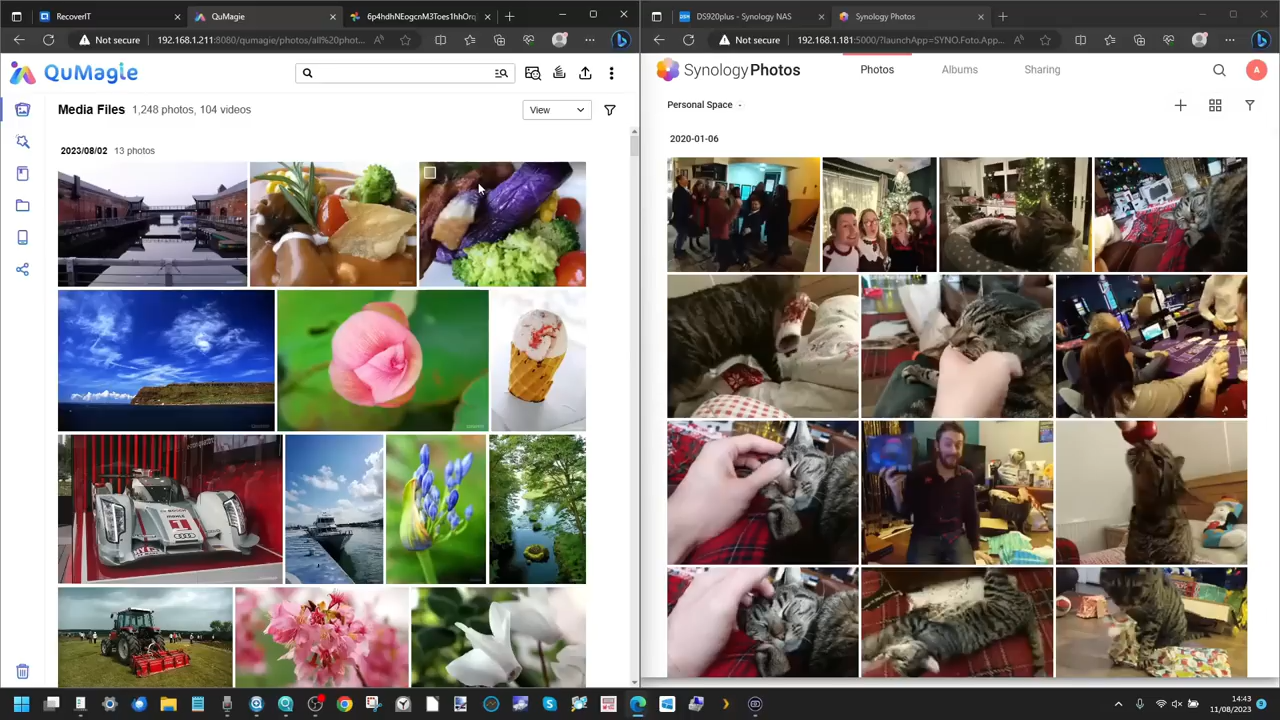 RecoverIT
QuMagie
6p4hdhNEogcnM3Toes1hhOrq
Not secure
192.168.1.211:8080/qumagie/photos/all%20phot...
QuMagie
Media Files
1,248 photos, 104 videos
View
2023/08/02
13 photos
DS920plus - Synology NAS
Synology Photos
Not secure
192.168.1.181:5000/?launchApp=SYNO.Foto.App...
SynologyPhotos
Photos
Albums
Sharing
A
Personal Space
2020-01-06
14:43
11/08/2023